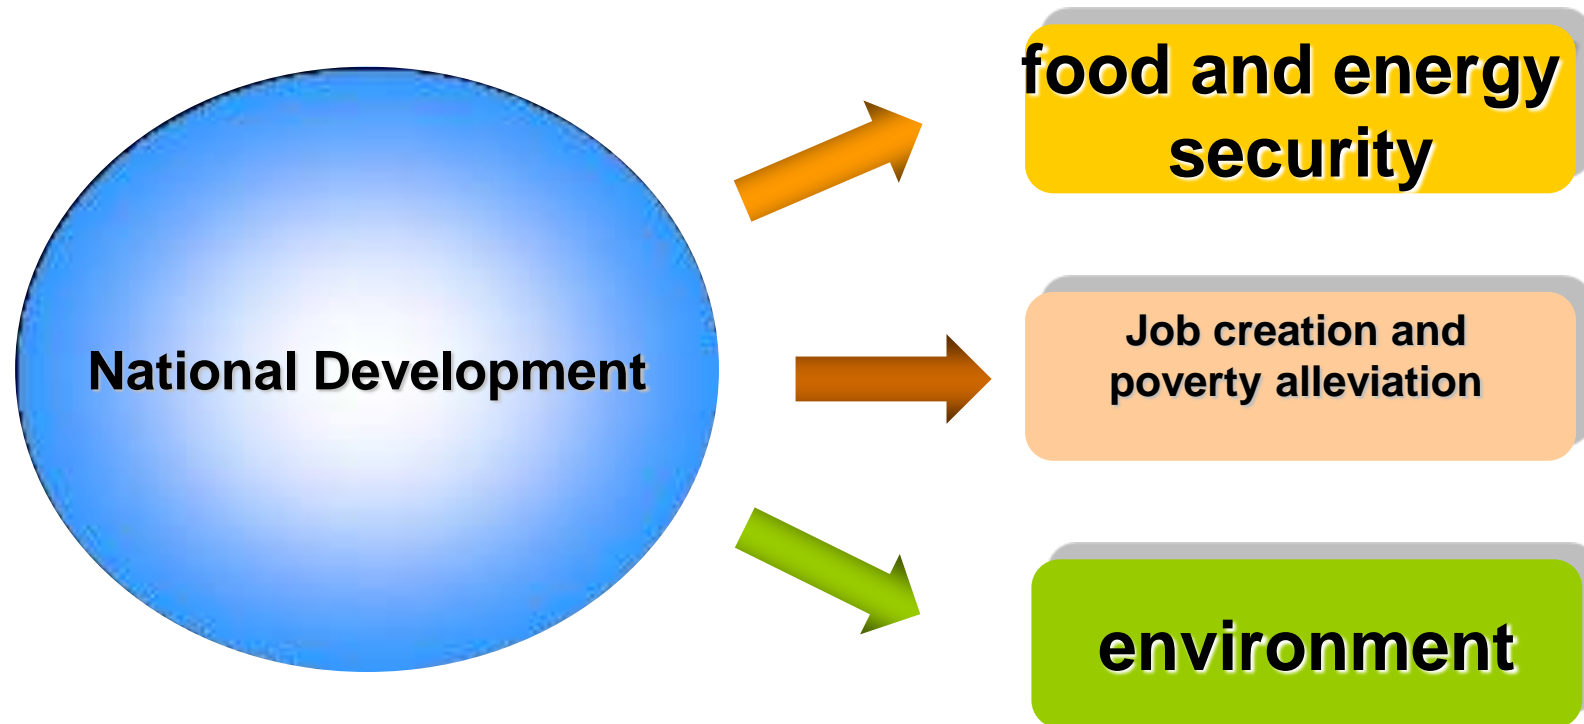 National Development
food and energy
security
Job creation and
poverty alleviation
environment